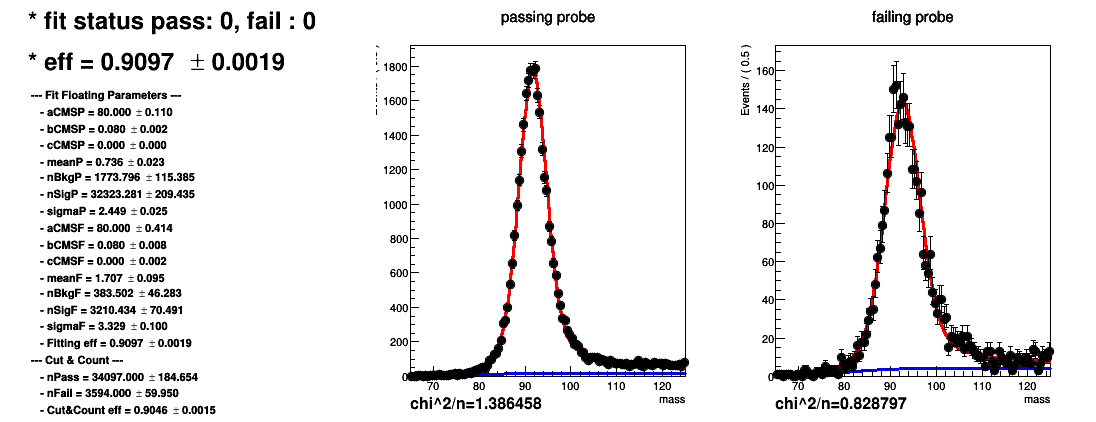 * fit status pass: 0, fail : 0
* eff = 0.9097 ± 0.0019
--- Fit Floating Parameters ---
- aCMSP = 80.000 ± 0.110
- bCMSP = 0.080 ± 0.002
- cCMSP = 0.000 ± 0.000
- meanP = 0.736 ± 0.023
- nBkgP = 1773.796 ± 115.385
- nSigP = 32323.281 ± 209.435
- sigmaP = 2.449 ± 0.025
- aCMSF = 80.000 ± 0.414
- bCMSF = 0.080 ± 0.008
- cCMSF = 0.000 ± 0.002
- meanF = 1.707 ± 0.095
- nBkgF = 383.502 ± 46.283
- nSigF = 3210.434 ± 70.491
- sigmaF = 3.329 ± 0.100
- Fitting eff = 0.9097 ± 0.0019
--- Cut & Count ---
- nPass = 34097.000 ± 184.654
- nFail = 3594.000 ± 59.950
- Cut&Count eff = 0.9046 ± 0.0015
passing probe
1800
1600
1400
1200
1000
800
600
400
200
0
70 80 90 100 110 120
mass
chi^2/n=1.386458
failing probe
Events / ( 0.5 )
160
140
120
100
80
60
40
20
0
70 80 90 100 110 120
mass
chi^2/n=0.828797